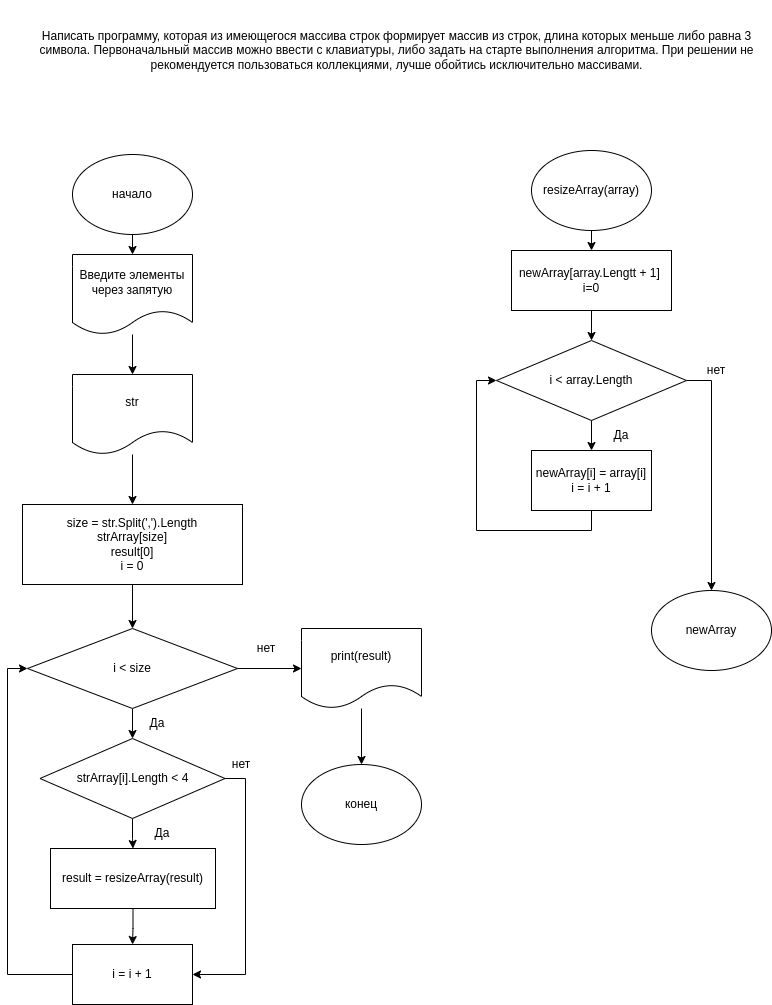 Написать программу, которая из имеющегося массива строк формирует массив из строк, длина которых меньше либо равна 3
символа. Первоначальный массив можно ввести с клавиатуры, либо задать на старте выполнения алгоритма. При решении не
рекомендуется пользоваться коллекциями, лучше обойтись исключительно массивами.
начало
Введите элементы
через запятую
str
size = str.Split(',').Length
strArray[size]
result[0]
i = 0
i < size
нет
print(result)
Да
strArray[i].Length < 4
нет
конец
Да
result = resizeArray(result)
i = i + 1
resizeArray(array)
newArray[array.Lengtt + 1]
i=0
i < array.Length
нет
Да
newArray[i] = array[i]
i = i + 1
newArray